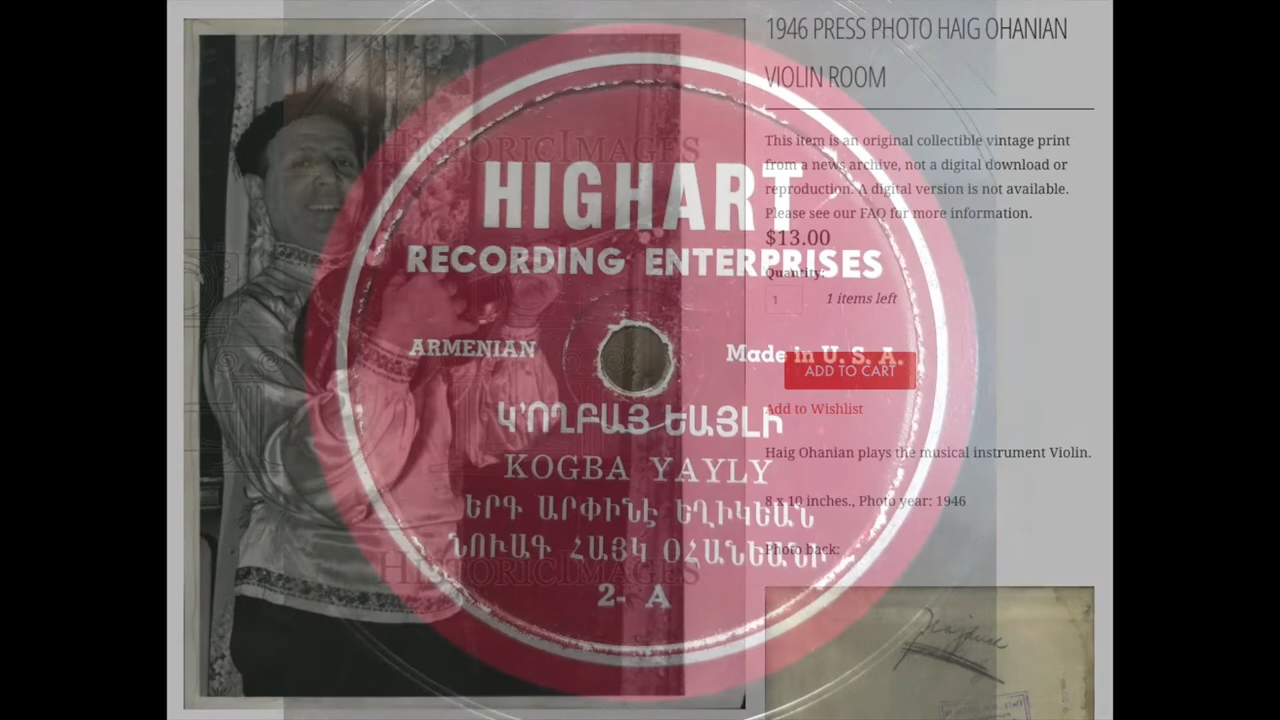 1946 PRESS PHOTO HAIG OHANIAN
VIOLIN ROOM
This item is an original collectible vintage print
from a news archive, not a digital download or
reproduction. A digital version is not available.
Please see our FAQ for more information.
$13.00
Quantity:
1
1 items left
ADD TO CART
Add to Wishlist
Haig Ohanian plays the musical instrument Violin.
8 x 10 inches., Photo year: 1946
Photo back:
HISTORICIMAGES
HIGHART
RECORDING ENTERPRISES
ARMENIAN
Made in U. S. A.
Կ'ՈՂԲԱՅ ԵԱՅԼԻ
KOGBA YAYLY
ԵՐԳ ԱՐՓԻՆէ ԵՂԻԿԵԱՆ
ՆՈՒԱԳ ՀԱՅԿ ՕՀԱՆԵԱՆԻ
2- A
HISTORICIMAGES